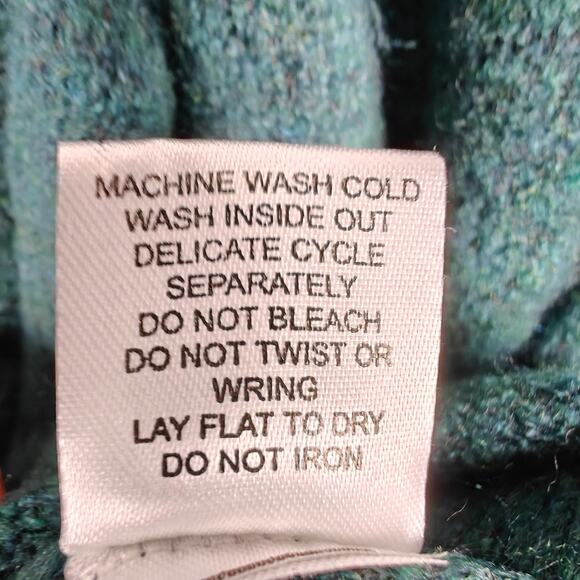 MACHINE WASH COLD
WASH INSIDE OUT
DELICATE CYCLE
SEPARATELY
DO NOT BLEACH
DO NOT TWIST OR
WRING
LAY FLAT TO DRY
DO NOT IRON